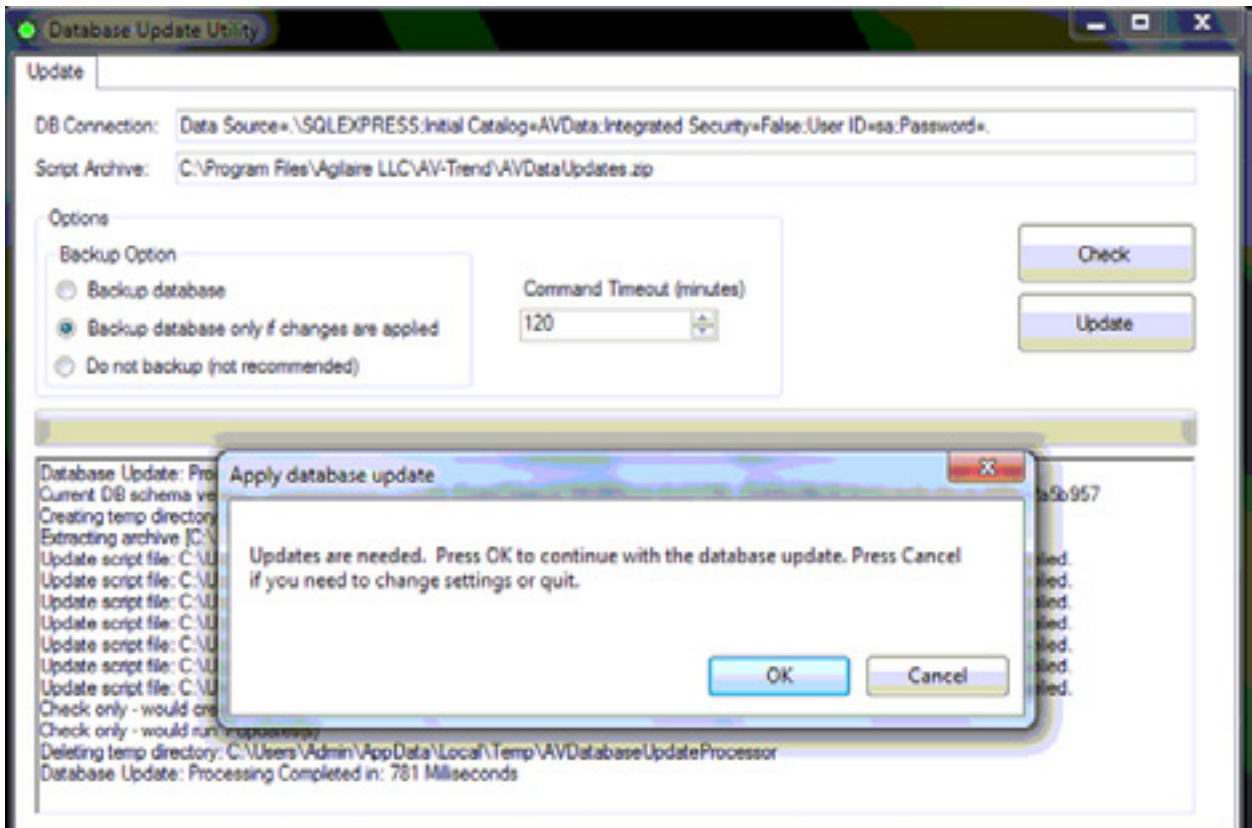 Database Update Utility
Update
DB Connection: Data Source=.\SQLEXPRESS;Initial Catalog=AVData;Integrated Security=False;User ID=sa;Password=.
Script Archive: C:\Program Files\Agilaire LLC\AV-Trend\AVDataUpdates.zip
Options
Backup Option
Backup database
Backup database only if changes are applied
Do not backup (not recommended)
Command Timeout (minutes)
120
Check
Update
Database Update: Pro
Current DB schema ve
5b957
Creating temp directory
Extracting archive [C:\
Update script file: C:\U
Update script file: C:\U
Update script file: C:\U
Update script file: C:\U
Update script file: C:\U
Update script file: C:\U
Update script file: C:\U
Check only - would cre
Check only - would run
Deleting temp directory: C:\Users\Admin\AppData\Local\Temp\AVDatabaseUpdateProcessor
Database Update: Processing Completed in: 781 Milliseconds
Apply database update
Updates are needed. Press OK to continue with the database update. Press Cancel
if you need to change settings or quit.
OK
Cancel